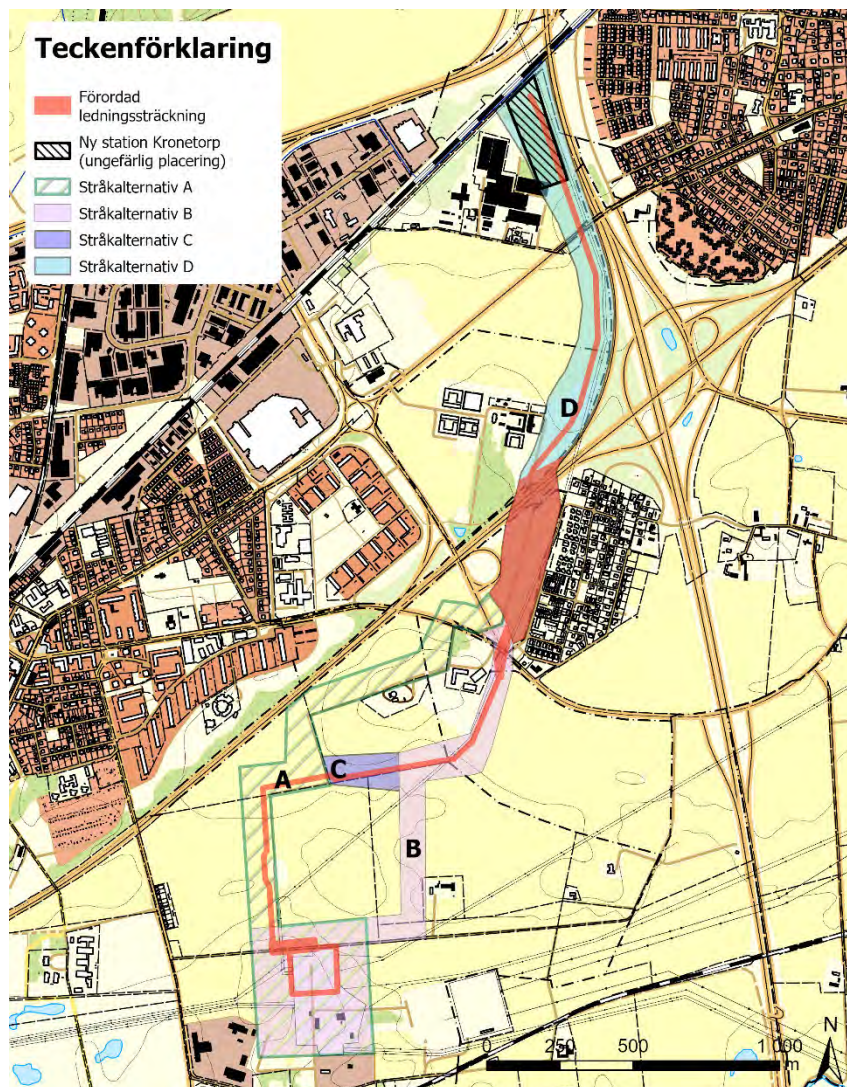 Teckenförklaring
Förordad
ledningssträckning
Ny station Kronetorp
(ungefärlig placering)
Stråkalternativ A
Stråkalternativ B
Stråkalternativ C
Stråkalternativ D
D
A
C
B
0 250 500 1 000
m
N